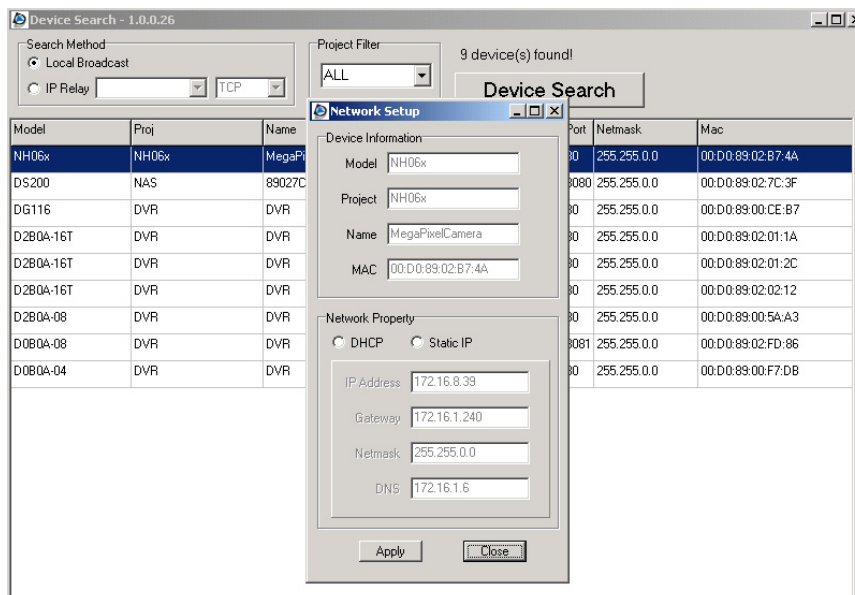 Device Search - 1.0.0.26
Search Method
Local Broadcast
IP Relay TCP
Project Filter
ALL
9 device(s) found!
Device Search
Model Proj Name Port Netmask Mac
NH06x NH06x 255.255.0.0 00:D0:89:02:B7:4A
DS200 NAS 89027C 8080 255.255.0.0 00:D0:89:02:7C:3F
DG116 DVR DVR 255.255.0.0 00:D0:89:00:CE:B7
D2B0A-16T DVR DVR 255.255.0.0 00:D0:89:02:01:1A
D2B0A-16T DVR DVR 255.255.0.0 00:D0:89:02:01:2C
D2B0A-16T DVR DVR 255.255.0.0 00:D0:89:02:02:12
D2B0A-08 DVR DVR 255.255.0.0 00:D0:89:00:5A:A3
D0B0A-08 DVR DVR 8081 255.255.0.0 00:D0:89:02:FD:86
D0B0A-04 DVR DVR 255.255.0.0 00:D0:89:00:F7:DB
Network Setup
Device Information
Model NH06x
Project NH06x
Name MegaPixelCamera
MAC 00:D0:89:02:B7:4A
Network Property
DHCP Static IP
IP Address 172.16.8.39
Gateway 172.16.1.240
Netmask 255.255.0.0
DNS 172.16.1.6
Apply Close